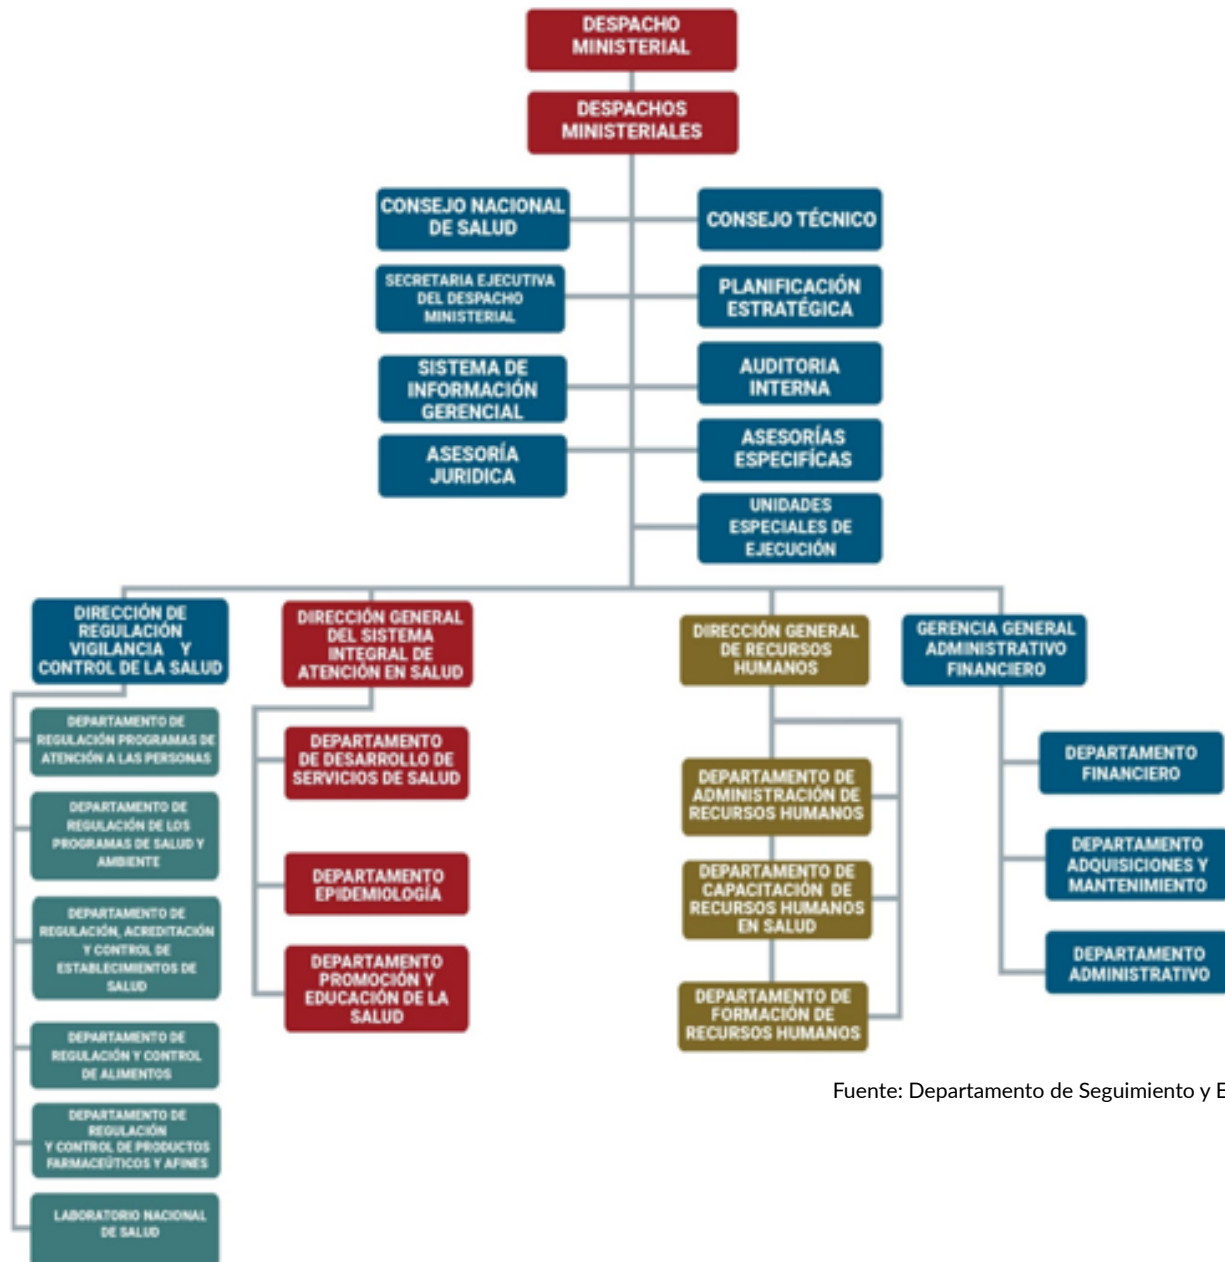 DESPACHO
MINISTERIAL
DESPACHOS
MINISTERIALES
CONSEJO NACIONAL
DE SALUD
CONSEJO TÉCNICO
SECRETARIA EJECUTIVA
DEL DESPACHO
MINISTERIAL
PLANIFICACIÓN
ESTRATÉGICA
SISTEMA DE
INFORMACIÓN
GERENCIAL
AUDITORIA
INTERNA
ASESORÍA
JURIDICA
ASESORÍAS
ESPECIFÍCAS
UNIDADES
ESPECIALES DE
EJECUCIÓN
DIRECCIÓN DE
REGULACIÓN
VIGILANCIA Y
CONTROL DE LA SALUD
DEPARTAMENTO DE
REGULACIÓN PROGRAMAS DE
ATENCIÓN A LAS PERSONAS
DEPARTAMENTO DE
REGULACIÓN DE LOS
PROGRAMAS DE SALUD Y
AMBIENTE
DEPARTAMENTO DE
REGULACIÓN, ACREDITACIÓN
Y CONTROL DE
ESTABLECIMIENTOS DE
SALUD
DEPARTAMENTO DE
REGULACIÓN Y CONTROL
DE ALIMENTOS
DEPARTAMENTO DE
REGULACIÓN
Y CONTROL DE PRODUCTOS
FARMACEÚTICOS Y AFINES
LABORATORIO NACIONAL
DE SALUD
DIRECCIÓN GENERAL
DEL SISTEMA
INTEGRAL DE
ATENCIÓN EN SALUD
DEPARTAMENTO
DE DESARROLLO DE
SERVICIOS DE SALUD
DEPARTAMENTO
EPIDEMIOLOGÍA
DEPARTAMENTO
PROMOCIÓN Y
EDUCACIÓN DE LA
SALUD
DIRECCIÓN GENERAL
DE RECURSOS
HUMANOS
DEPARTAMENTO DE
ADMINISTRACIÓN DE
RECURSOS HUMANOS
DEPARTAMENTO DE
CAPACITACIÓN DE
RECURSOS HUMANOS
EN SALUD
DEPARTAMENTO DE
FORMACIÓN DE
RECURSOS HUMANOS
GERENCIA GENERAL
ADMINISTRATIVO
FINANCIERO
DEPARTAMENTO
FINANCIERO
DEPARTAMENTO
ADQUISICIONES Y
MANTENIMIENTO
DEPARTAMENTO
ADMINISTRATIVO
Fuente: Departamento de Seguimiento y E